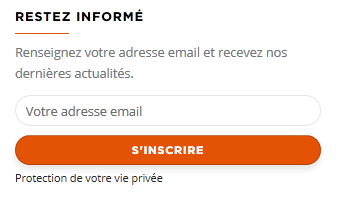 RESTEZ INFORMÉ
Renseignez votre adresse email et recevez nos
dernières actualités.
Votre adresse email
S'INSCRIRE
Protection de votre vie privée